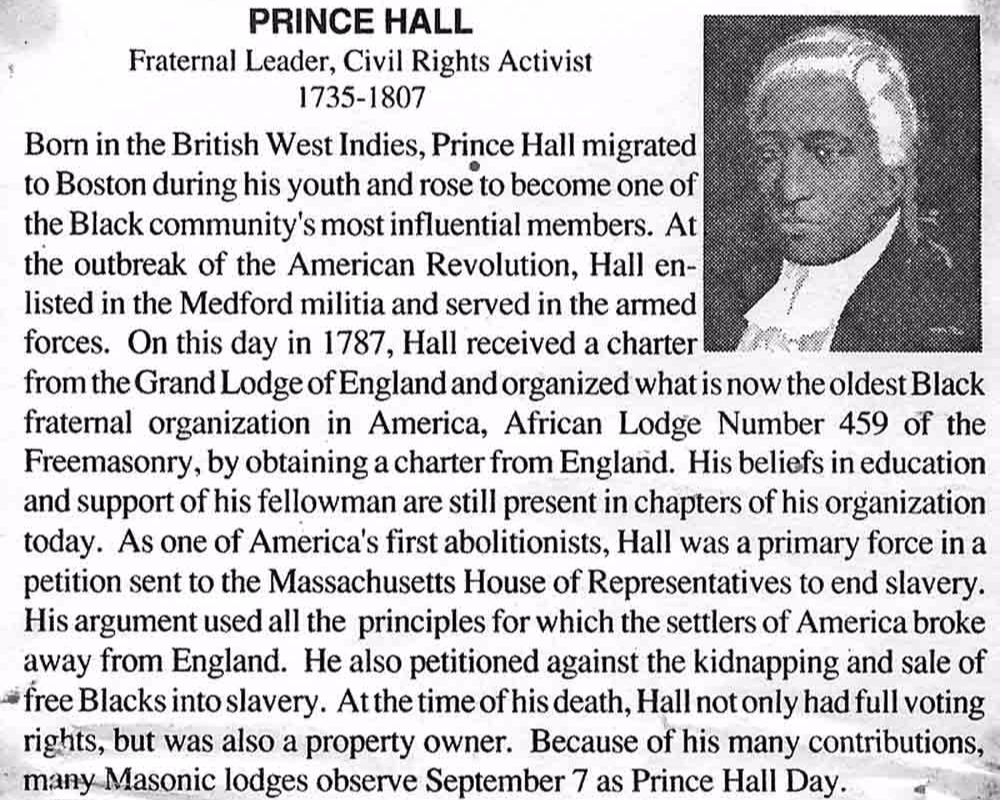 PRINCE HALL
Fraternal Leader, Civil Rights Activist
1735-1807
Born in the British West Indies, Prince Hall migrated
to Boston during his youth and rose to become one of
the Black community's most influential members. At
the outbreak of the American Revolution, Hall en-
listed in the Medford militia and served in the armed
forces. On this day in 1787, Hall received a charter
from the Grand Lodge of England and organized what is now the oldest Black
fraternal organization in America, African Lodge Number 459 of the
Freemasonry, by obtaining a charter from England. His beliefs in education
and support of his fellowman are still present in chapters of his organization
today. As one of America's first abolitionists, Hall was a primary force in a
petition sent to the Massachusetts House of Representatives to end slavery.
His argument used all the principles for which the settlers of America broke
away from England. He also petitioned against the kidnapping and sale of
free Blacks into slavery. At the time of his death, Hall not only had full voting
rights, but was also a property owner. Because of his many contributions,
many Masonic lodges observe September 7 as Prince Hall Day.